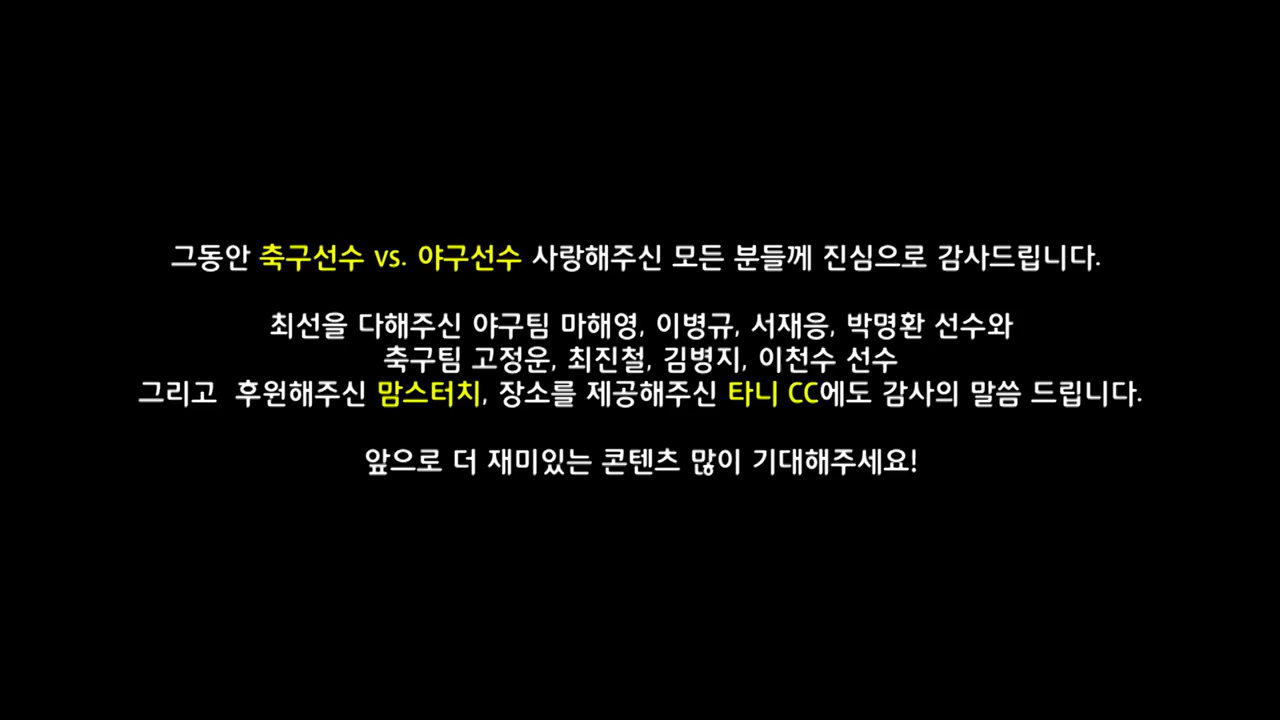 그동안 축구선수 vs. 야구선수 사랑해주신 모든 분들께 진심으로 감사드립니다.
최선을 다해주신 야구팀 마해영, 이병규, 서재응, 박명환 선수와
축구팀 고정운, 최진철, 김병지, 이천수 선수
그리고  후원해주신 맘스터치, 장소를 제공해주신 타니 CC에도 감사의 말씀 드립니다.
앞으로 더 재미있는 콘텐츠 많이 기대해주세요!